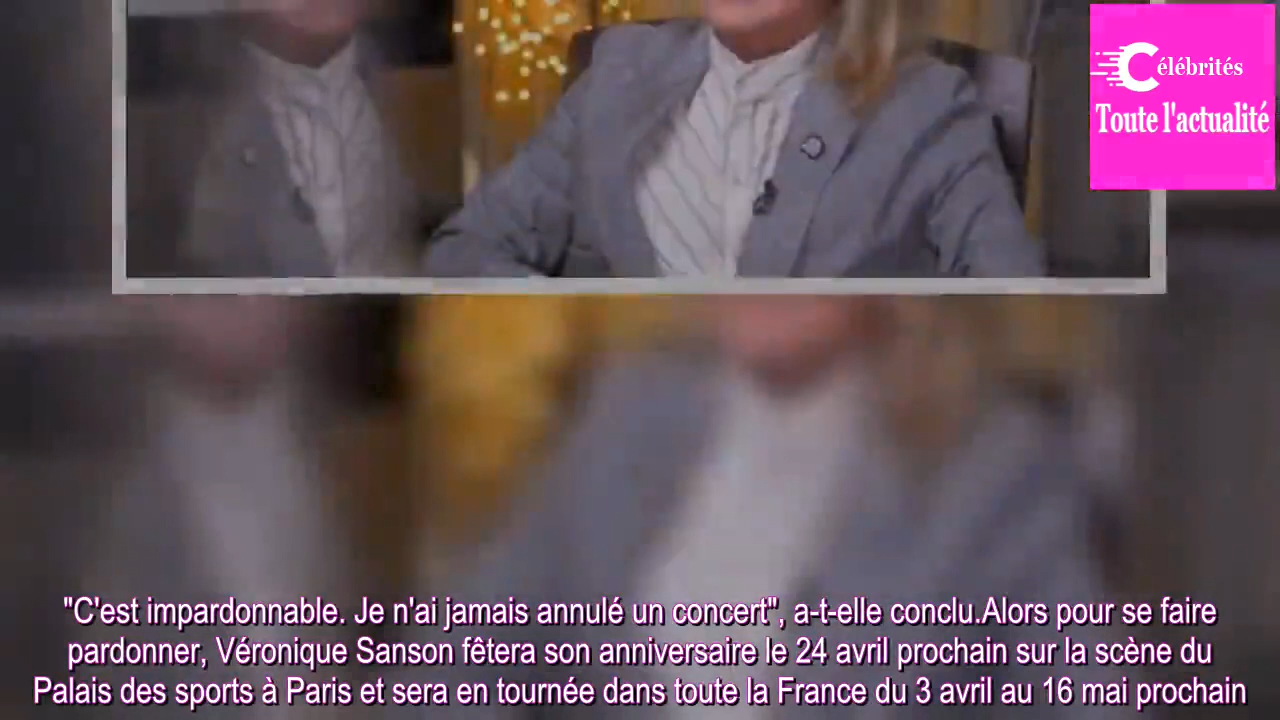 Célébrités
Toute l'actualité
"C'est impardonnable. Je n'ai jamais annulé un concert", a-t-elle conclu.Alors pour se faire
pardonner, Véronique Sanson fêtera son anniversaire le 24 avril prochain sur la scène du
Palais des sports à Paris et sera en tournée dans toute la France du 3 avril au 16 mai prochain